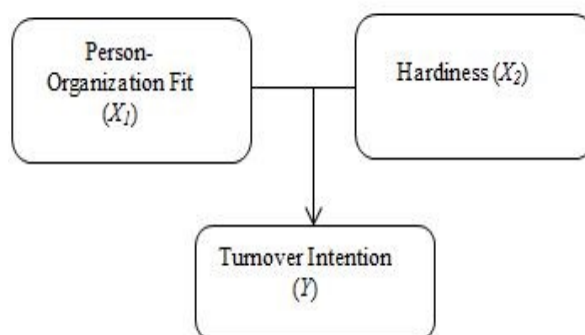 Person-
Organization Fit
(X1)
Hardiness (X2)
Turnover Intention
(Y)